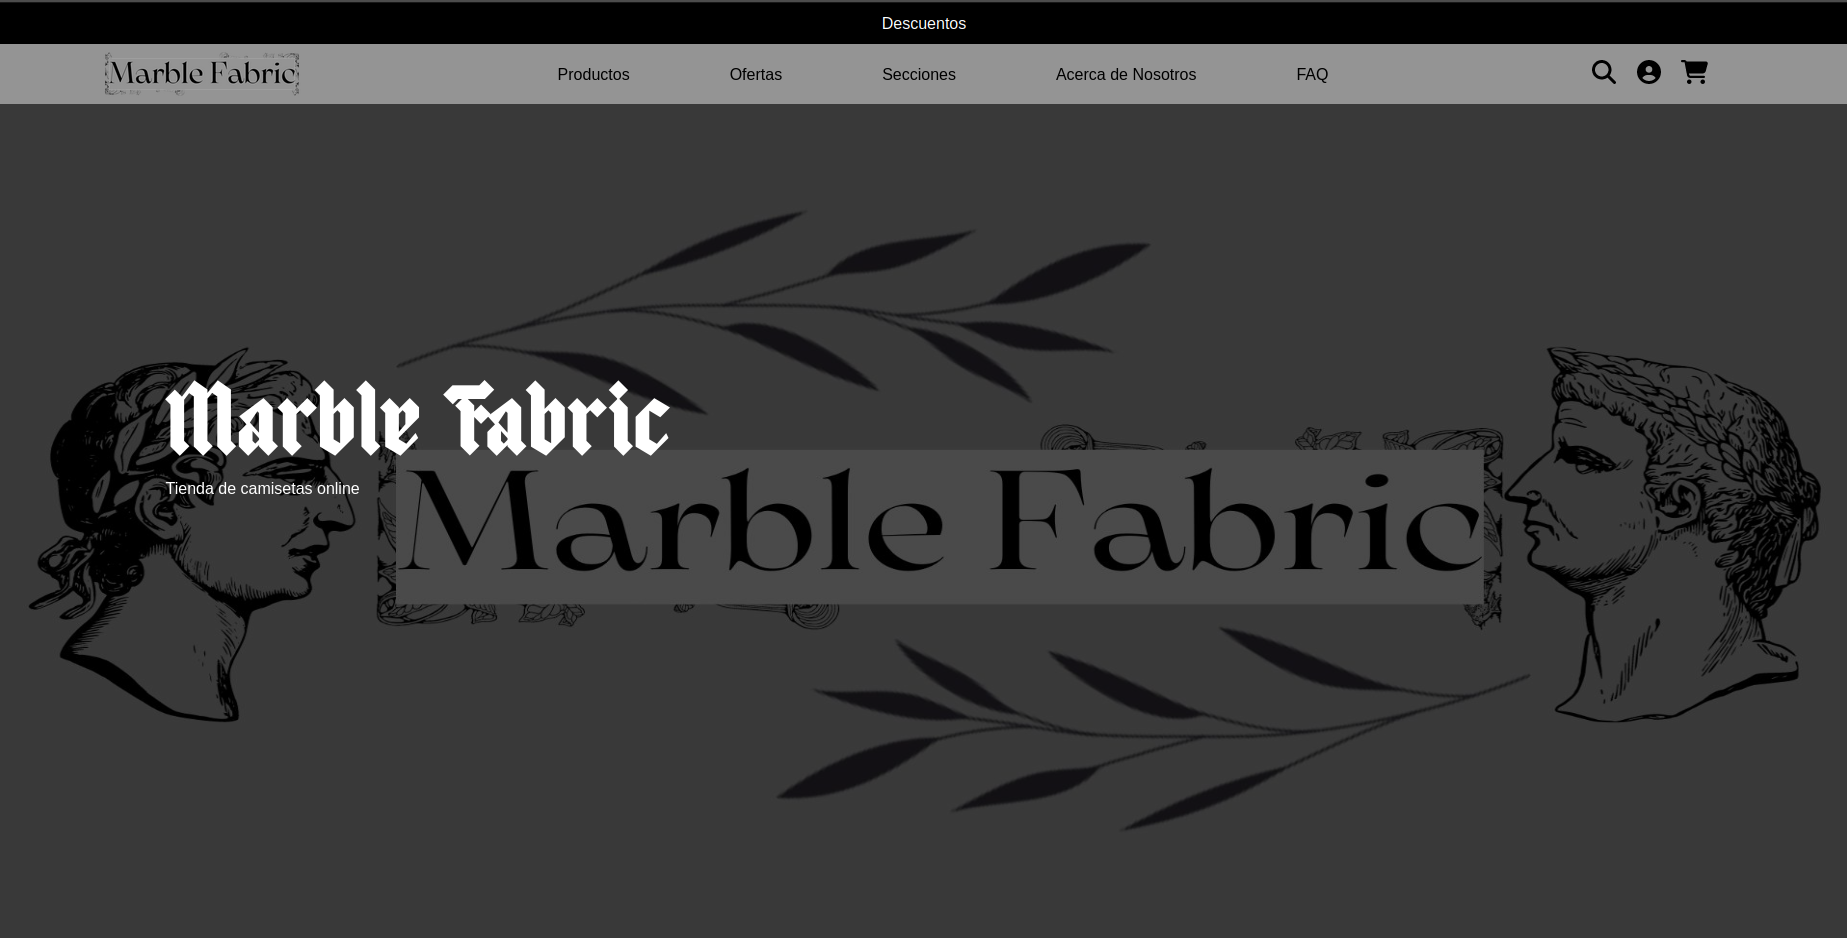 Descuentos
Marble Fabric
Productos
Ofertas
Secciones
Acerca de Nosotros
FAQ
Marble Fabric
Tienda de camisetas online
Marble Fabric